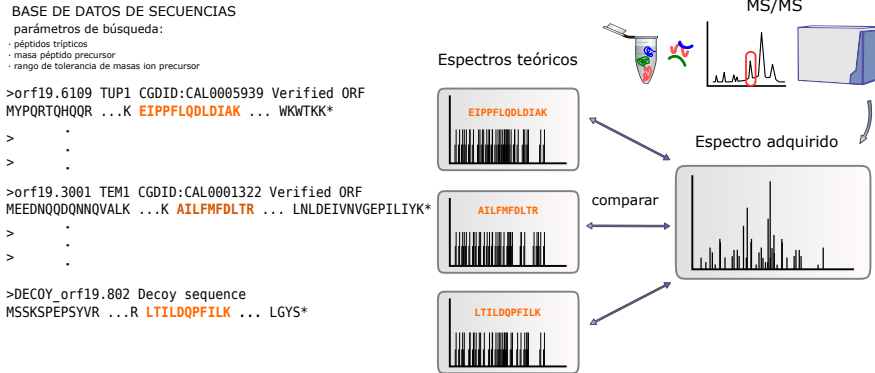 BASE DE DATOS DE SECUENCIAS
parámetros de búsqueda:
· péptidos trípticos
· masa péptido precursor
· rango de tolerancia de masas ion precursor
>orf19.6109 TUP1 CGDID:CAL0005939 Verified ORF
MYPQRTQHQQR ...K EIPPFLQDLDIAK ... WKWTKK*
>
>
>orf19.3001 TEM1 CGDID:CAL0001322 Verified ORF
MEEDNQQDQNNQVALK ...K AILFMFDLTR ... LNLDEIVNVGEPILIYK*
>
>
>DECOY_orf19.802 Decoy sequence
MSSKSPEPSYVR ...R LTILDQPFILK ... LGYS*
Espectros teóricos
EIPPFLQDLDIAK
AILFMFDLTR
LTILDQPFILK
comparar
MS/MS
Espectro adquirido